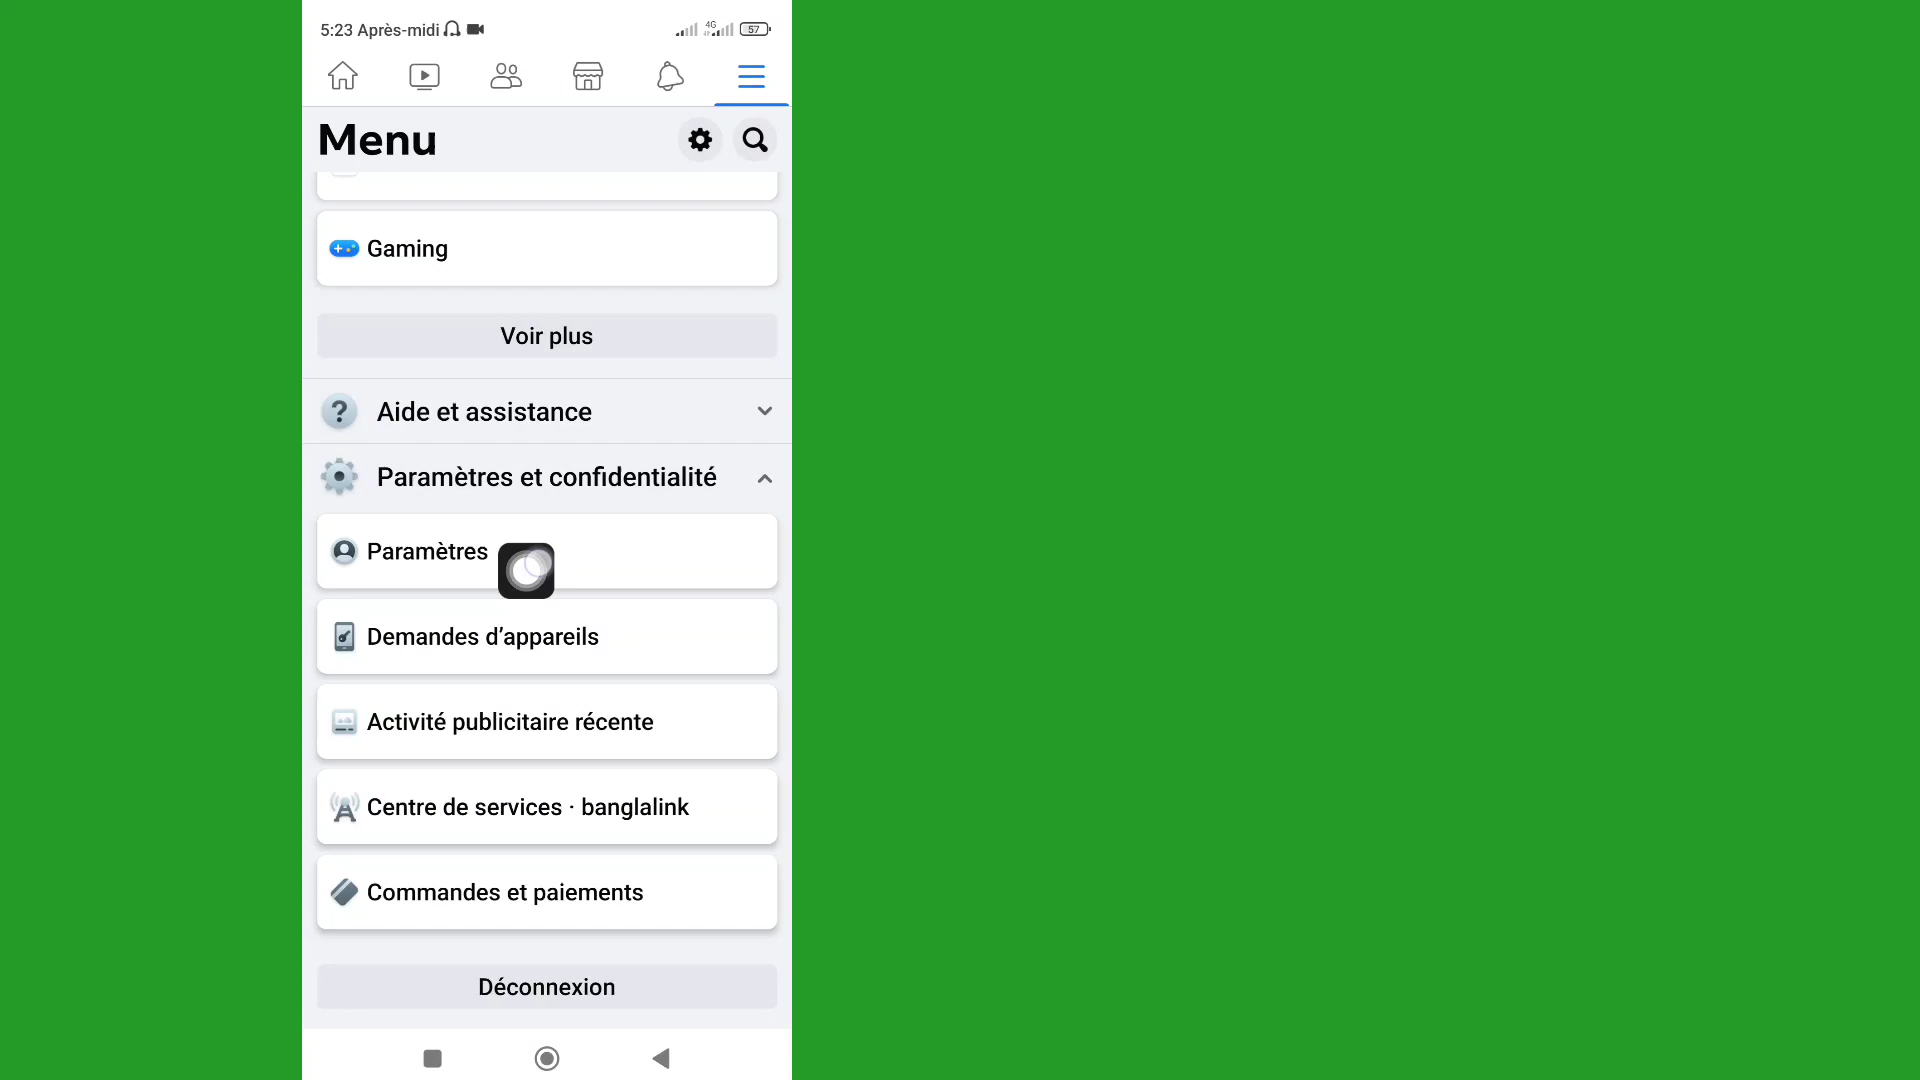 5:23 Après-midi 4G 57
Menu
Gaming
Voir plus
Aide et assistance
Paramètres et confidentialité
Paramètres
Demandes d’appareils
Activité publicitaire récente
Centre de services · banglalink
Commandes et paiements
Déconnexion